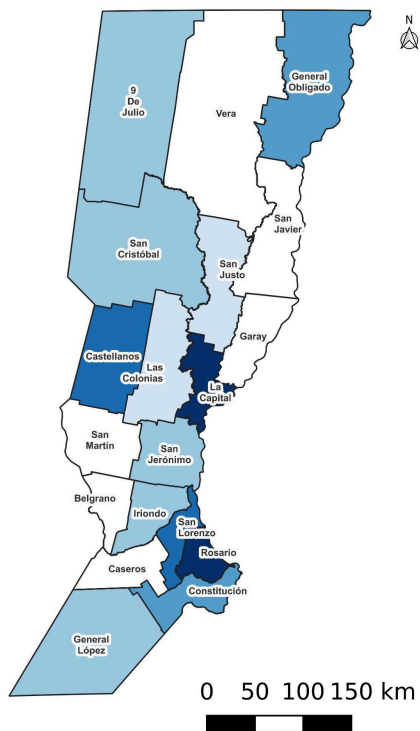 N
General
Obligado
9
De
Julio
Vera
San
Javier
San
Cristóbal
San
Justo
Garay
Castellanos
Las
Colonias
La
Capital
San
Martín
San
Jerónimo
Belgrano
Iriondo
San
Lorenzo
Rosario
Caseros
Constitución
General
López
0 50 100 150 km